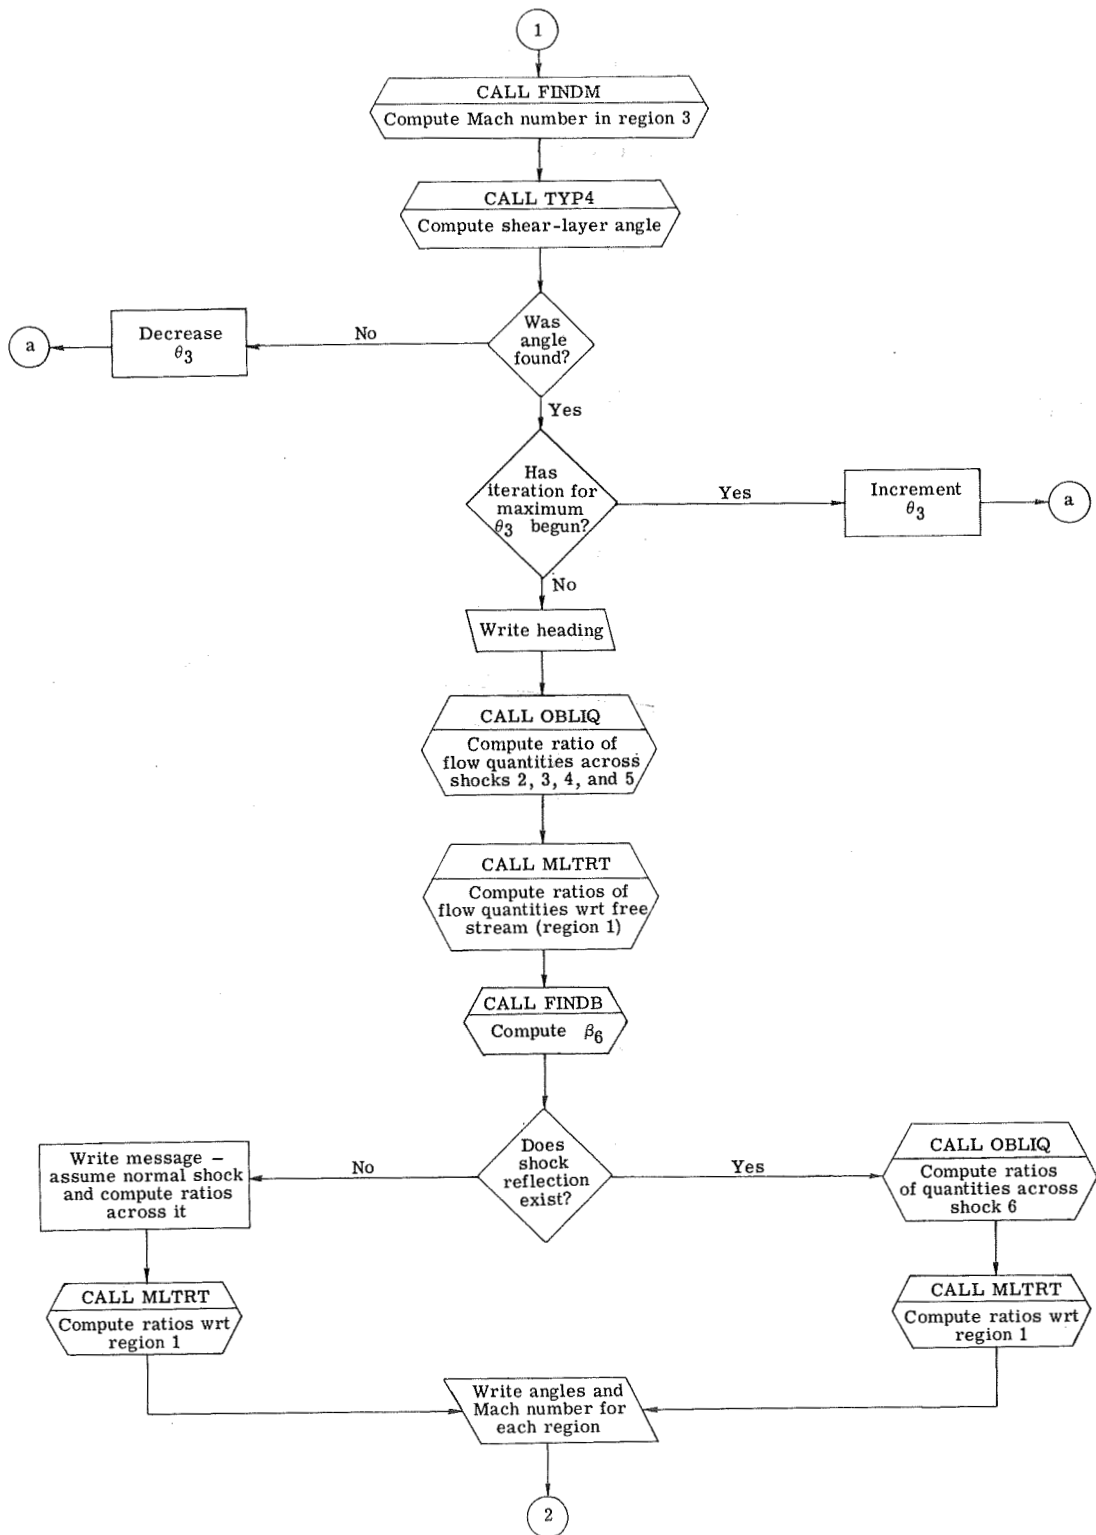 1
CALL FINDM
Compute Mach number in region 3
CALL TYP4
Compute shear-layer angle
Was
angle
found?
No
Decrease
θ3
a
Yes
Has
iteration for
maximum
θ3 begun?
Yes
Increment
θ3
a
No
Write heading
CALL OBLIQ
Compute ratio of
flow quantities across
shocks 2, 3, 4, and 5
CALL MLTRT
Compute ratios of
flow quantities wrt free
stream (region 1)
CALL FINDB
Compute β6
Does
shock
reflection
exist?
No
Write message –
assume normal shock
and compute ratios
across it
CALL MLTRT
Compute ratios wrt
region 1
Yes
CALL OBLIQ
Compute ratios
of quantities across
shock 6
CALL MLTRT
Compute ratios wrt
region 1
Write angles and
Mach number for
each region
2